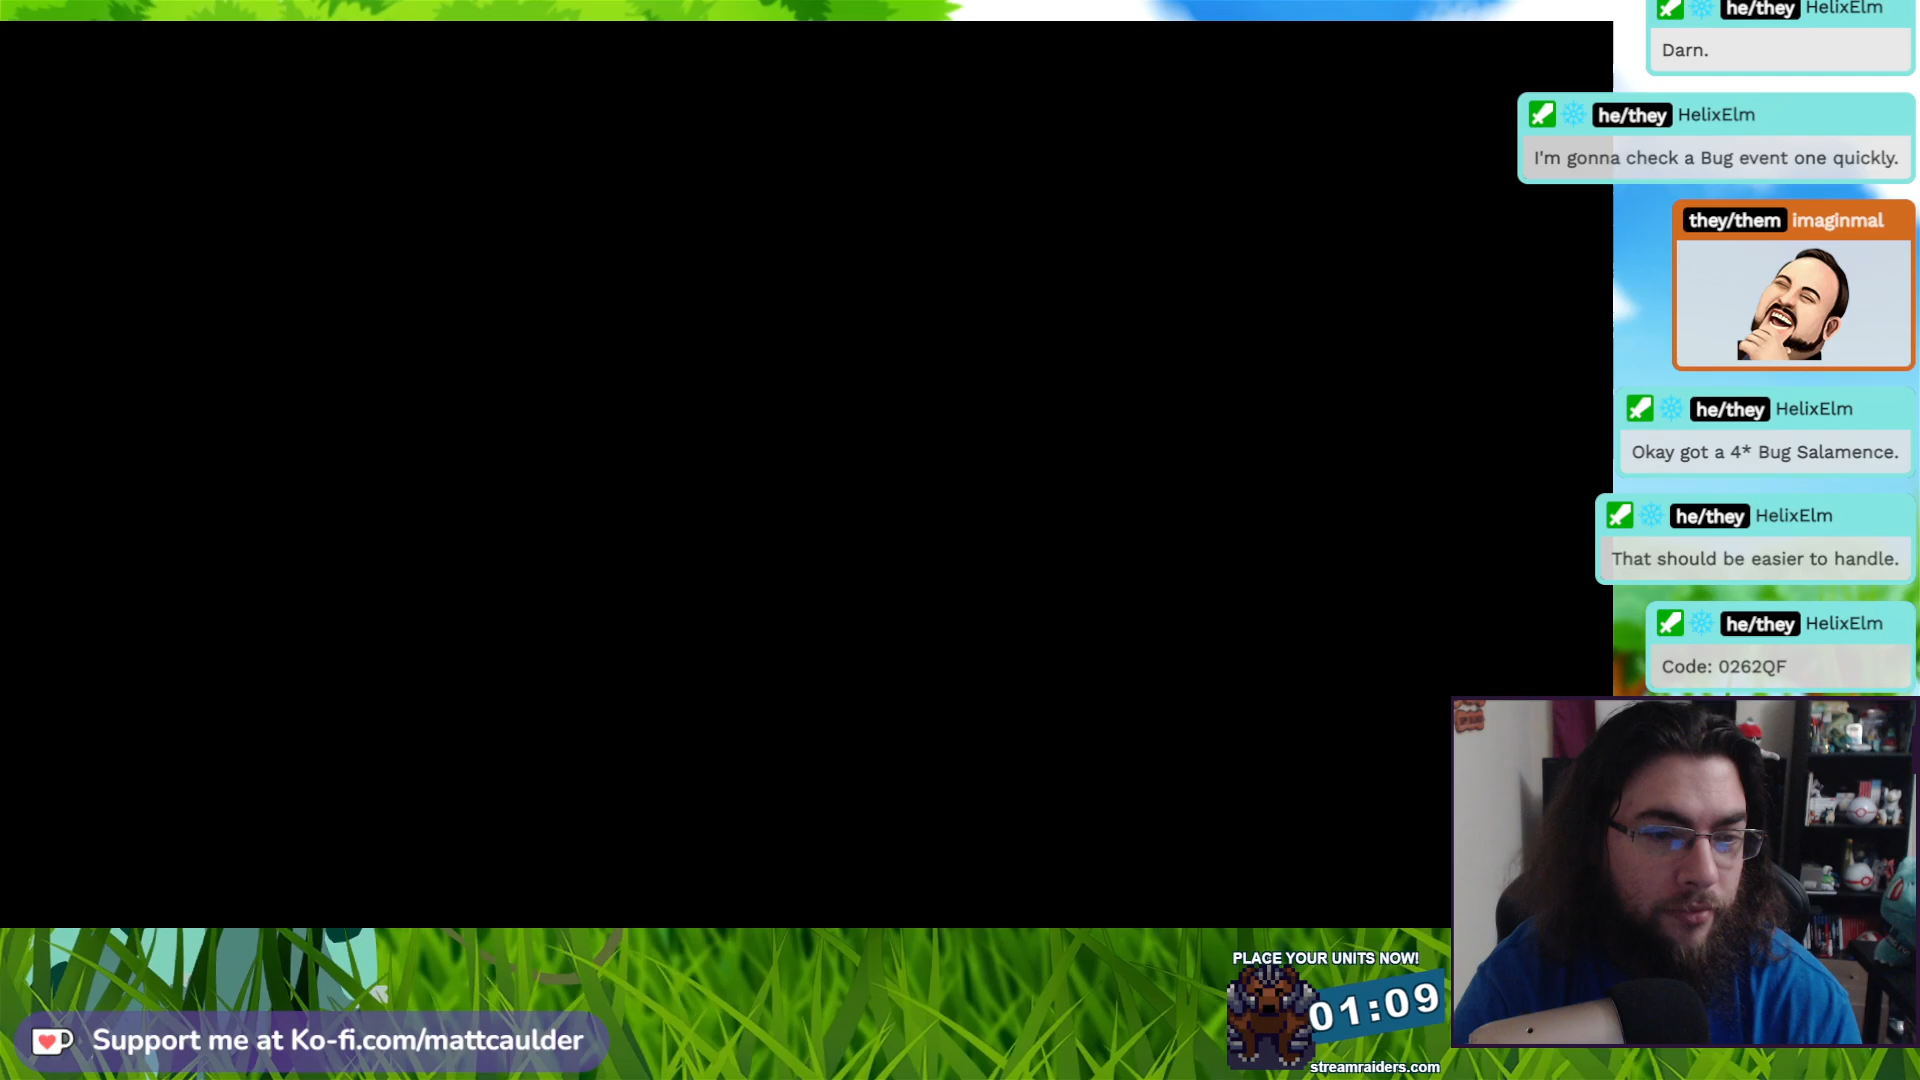 he/they HelixElm
Darn.
he/they HelixElm
I'm gonna check a Bug event one quickly.
they/them imaginmal
he/they HelixElm
Okay got a 4* Bug Salamence.
he/they HelixElm
That should be easier to handle.
he/they HelixElm
Code: 0262QF
PLACE YOUR UNITS NOW!
01:09
streamraiders.com
Support me at Ko-fi.com/mattcaulder